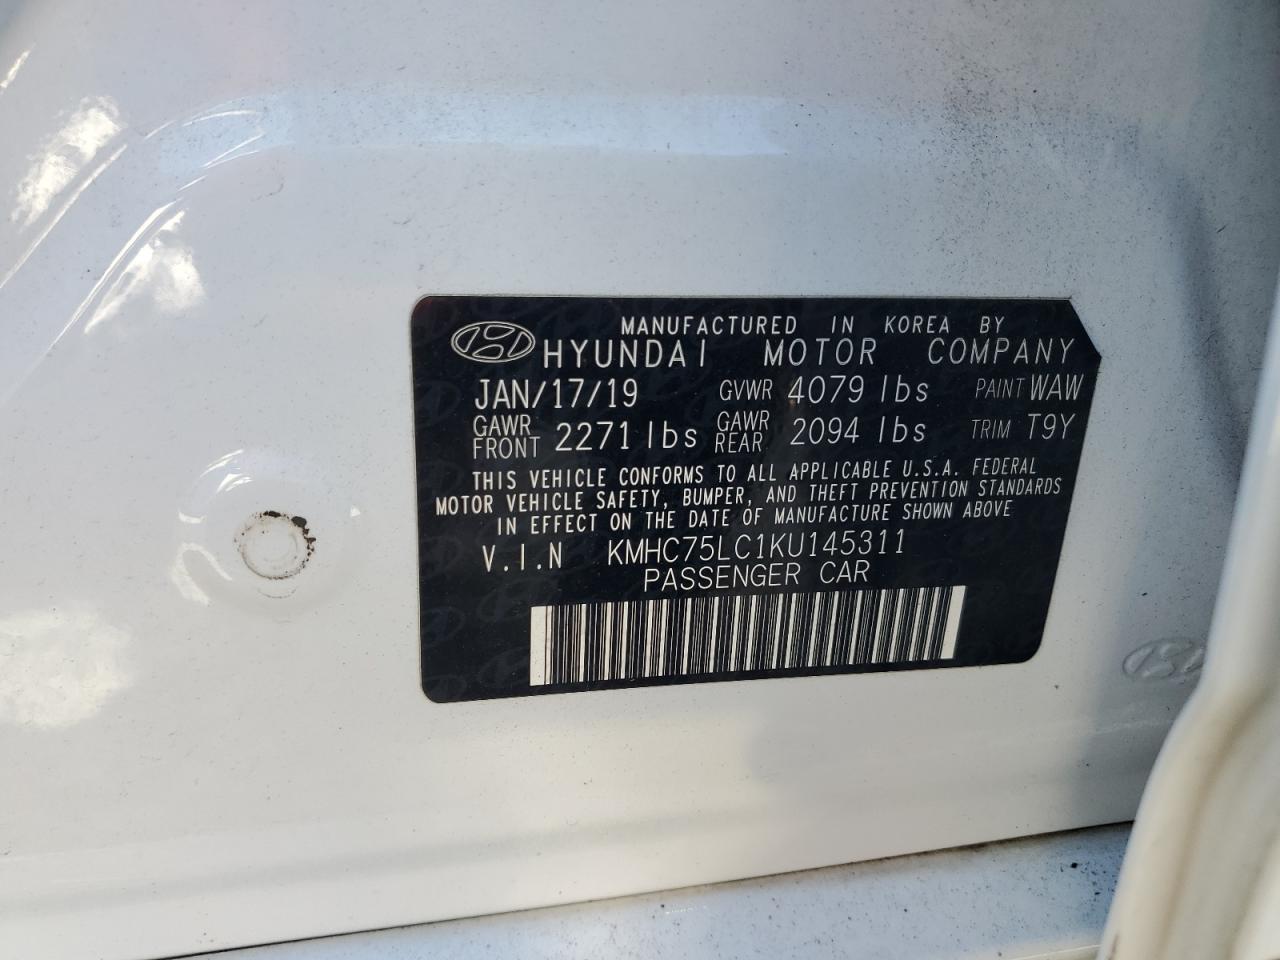 MANUFACTURED IN KOREA BY
HYUNDAI MOTOR COMPANY
JAN/17/19 GVWR 4079 lbs PAINT WAW
GAWR FRONT 2271 lbs GAWR REAR 2094 lbs TRIM T9Y
THIS VEHICLE CONFORMS TO ALL APPLICABLE U.S.A. FEDERAL
MOTOR VEHICLE SAFETY, BUMPER, AND THEFT PREVENTION STANDARDS
IN EFFECT ON THE DATE OF MANUFACTURE SHOWN ABOVE
V.I.N KMHC75LC1KU145311
PASSENGER CAR